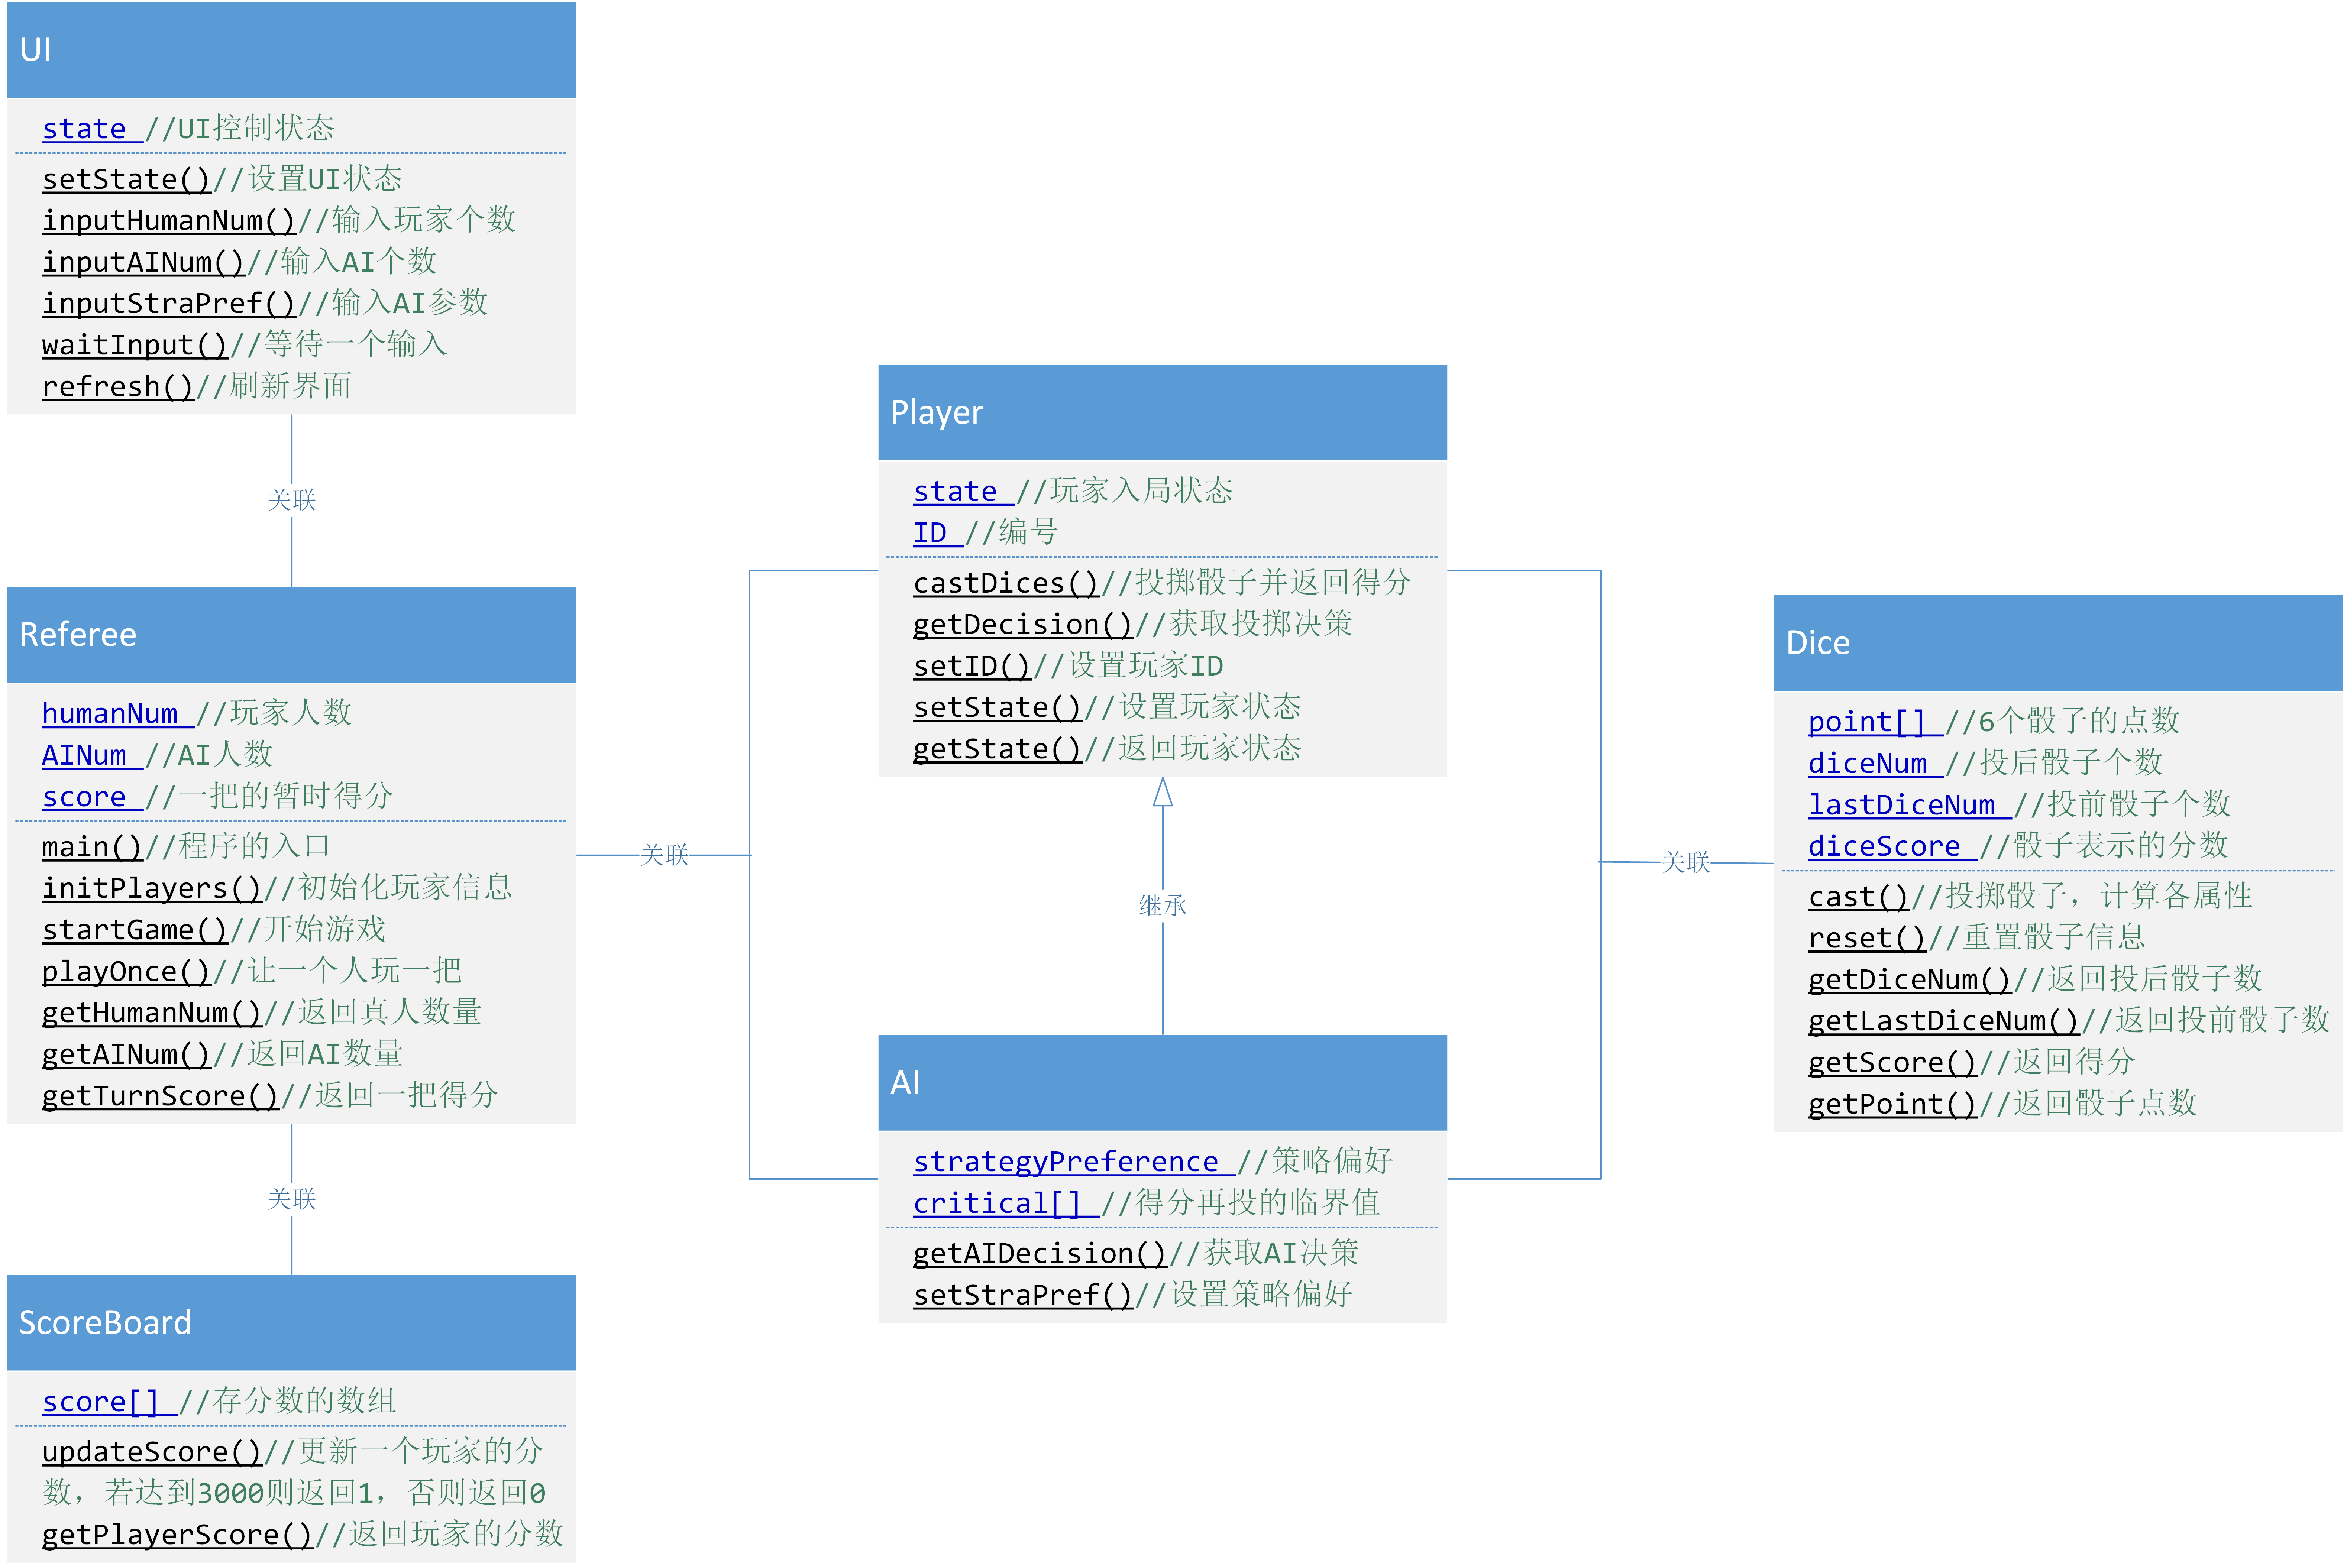 UI
state //UI控制状态
setState()//设置UI状态
inputHumanNum()//输入玩家个数
inputAINum()//输入AI个数
inputStraPref()//输入AI参数
waitInput()//等待一个输入
refresh()//刷新界面
关联
Referee
humanNum //玩家人数
AINum //AI人数
score //一把的暂时得分
main()//程序的入口
initPlayers()//初始化玩家信息
startGame()//开始游戏
playOnce()//让一个人玩一把
getHumanNum()//返回真人数量
getAINum()//返回AI数量
getTurnScore()//返回一把得分
关联
ScoreBoard
score[] //存分数的数组
updateScore()//更新一个玩家的分
数，若达到3000则返回1，否则返回0
getPlayerScore()//返回玩家的分数
关联
Player
state //玩家入局状态
ID //编号
castDices()//投掷骰子并返回得分
getDecision()//获取投掷决策
setID()//设置玩家ID
setState()//设置玩家状态
getState()//返回玩家状态
继承
AI
strategyPreference //策略偏好
critical[] //得分再投的临界值
getAIDecision()//获取AI决策
setStraPref()//设置策略偏好
关联
Dice
point[] //6个骰子的点数
diceNum //投后骰子个数
lastDiceNum //投前骰子个数
diceScore //骰子表示的分数
cast()//投掷骰子，计算各属性
reset()//重置骰子信息
getDiceNum()//返回投后骰子数
getLastDiceNum()//返回投前骰子数
getScore()//返回得分
getPoint()//返回骰子点数